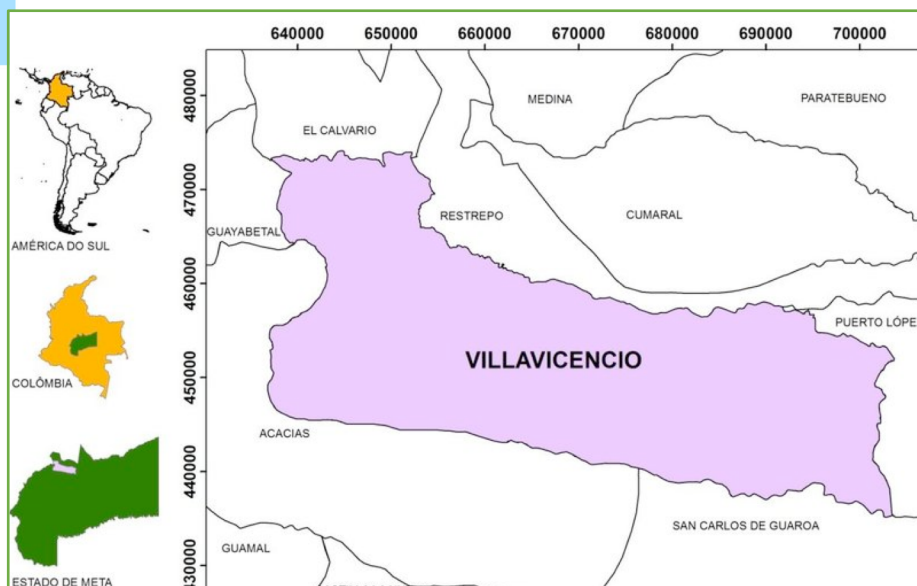 640000 650000 660000 670000 680000 690000 700000
480000
470000
460000
450000
440000
430000
AMÉRICA DO SUL
COLÔMBIA
ESTADO DE META
MEDINA
PARATEBUENO
EL CALVARIO
RESTREPO
CUMARAL
GUAYABETAL
PUERTO LÓPE
VILLAVICENCIO
ACACIAS
SAN CARLOS DE GUAROA
GUAMAL